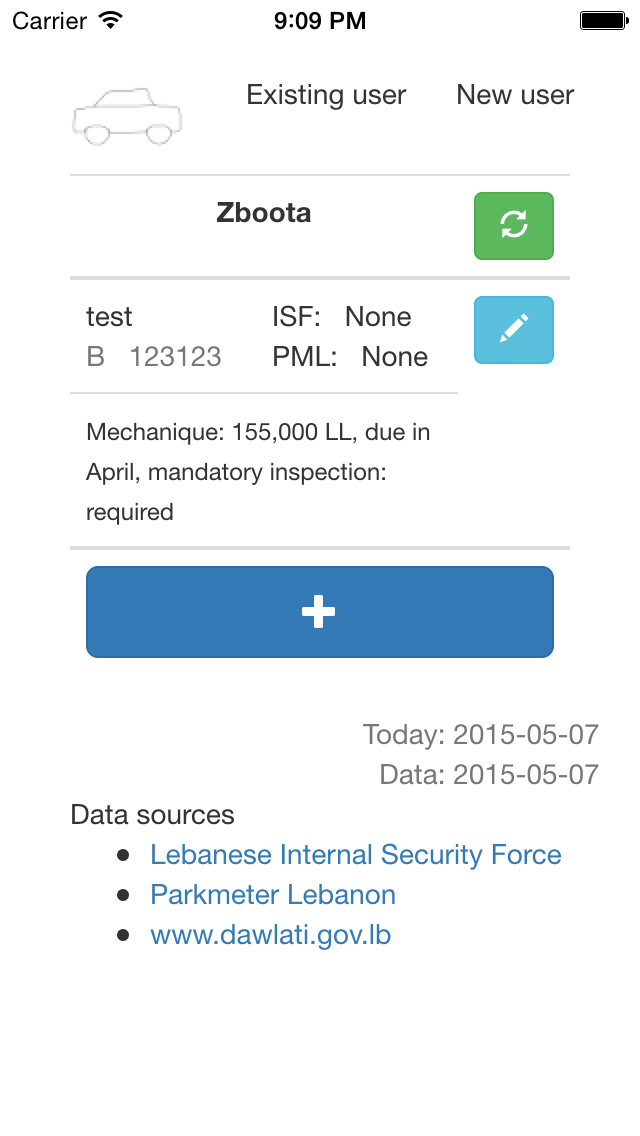 Carrier 9:09 PM
Existing user New user
Zboota
test ISF: None
B 123123 PML: None
Mechanique: 155,000 LL, due in
April, mandatory inspection:
required
Today: 2015-05-07
Data: 2015-05-07
Data sources
Lebanese Internal Security Force
Parkmeter Lebanon
www.dawlati.gov.lb